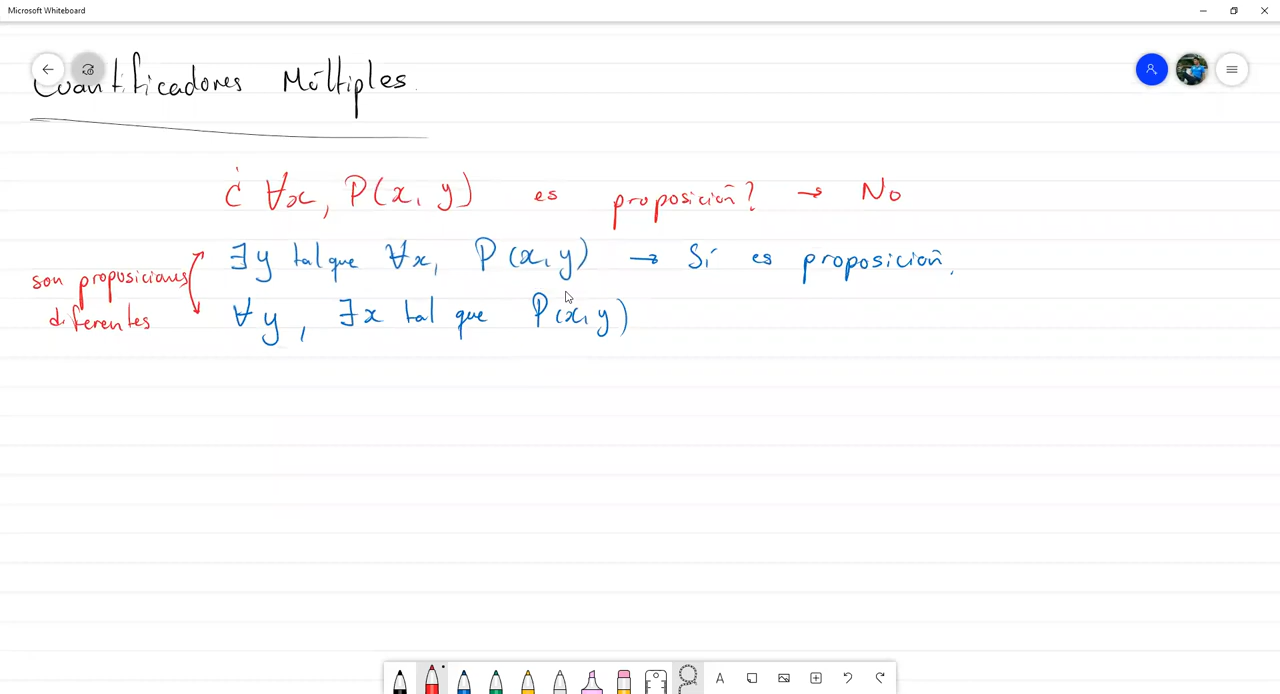 Microsoft Whiteboard
Cuantificadores Múltiples.
¿ ∀x, P(x, y) es proposición? → No
∃y tal que ∀x, P(x, y) → Sí es proposición.
son proposiciones diferentes
∀y, ∃x tal que P(x, y)